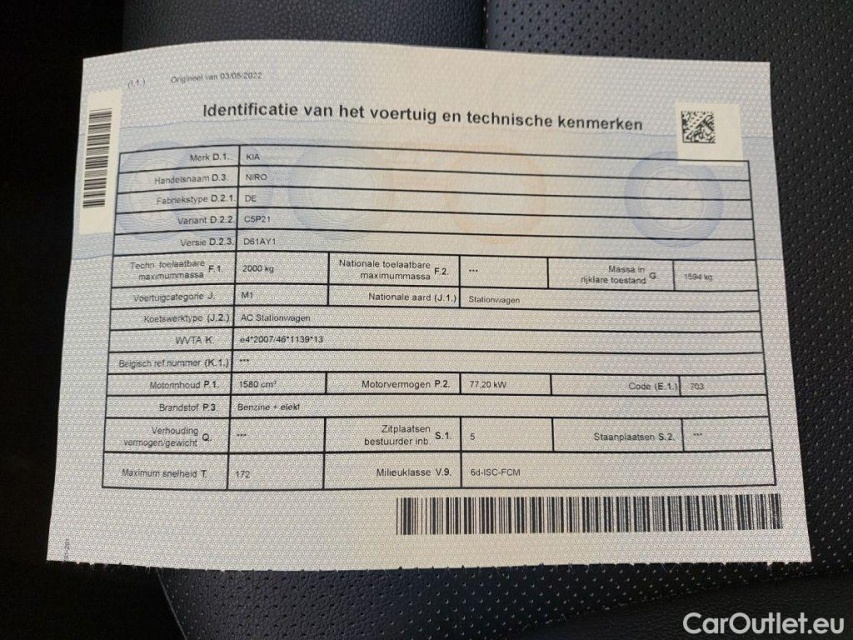 (I.1.) Origineel van 03/05/2022
Identificatie van het voertuig en technische kenmerken
Merk D.1. KIA
Handelsnaam D.3. NIRO
Fabriekstype D.2.1. DE
Variant D.2.2. C5P21
Versie D.2.3. D61AY1
Techn. toelaatbare maximummassa F.1. 2000 kg Nationale toelaatbare maximummassa F.2. --- Massa in rijklare toestand G. 1594 kg
Voertuigcategorie J. M1 Nationale aard (J.1.) Stationwagen
Koetswerktype (J.2.) AC Stationwagen
WVTA K. e4*2007/46*1139*13
Belgisch ref.nummer (K.1.) ---
Motorinhoud P.1. 1580 cm³ Motorvermogen P.2. 77.20 kW Code (E.1.) 703
Brandstof P.3. Benzine + elekt
Verhouding vermogen/gewicht Q. --- Zitplaatsen bestuurder inb. S.1. 5 Staanplaatsen S.2. ---
Maximum snelheid T. 172 Milieuklasse V.9. 6d-ISC-FCM
CarOutlet.eu